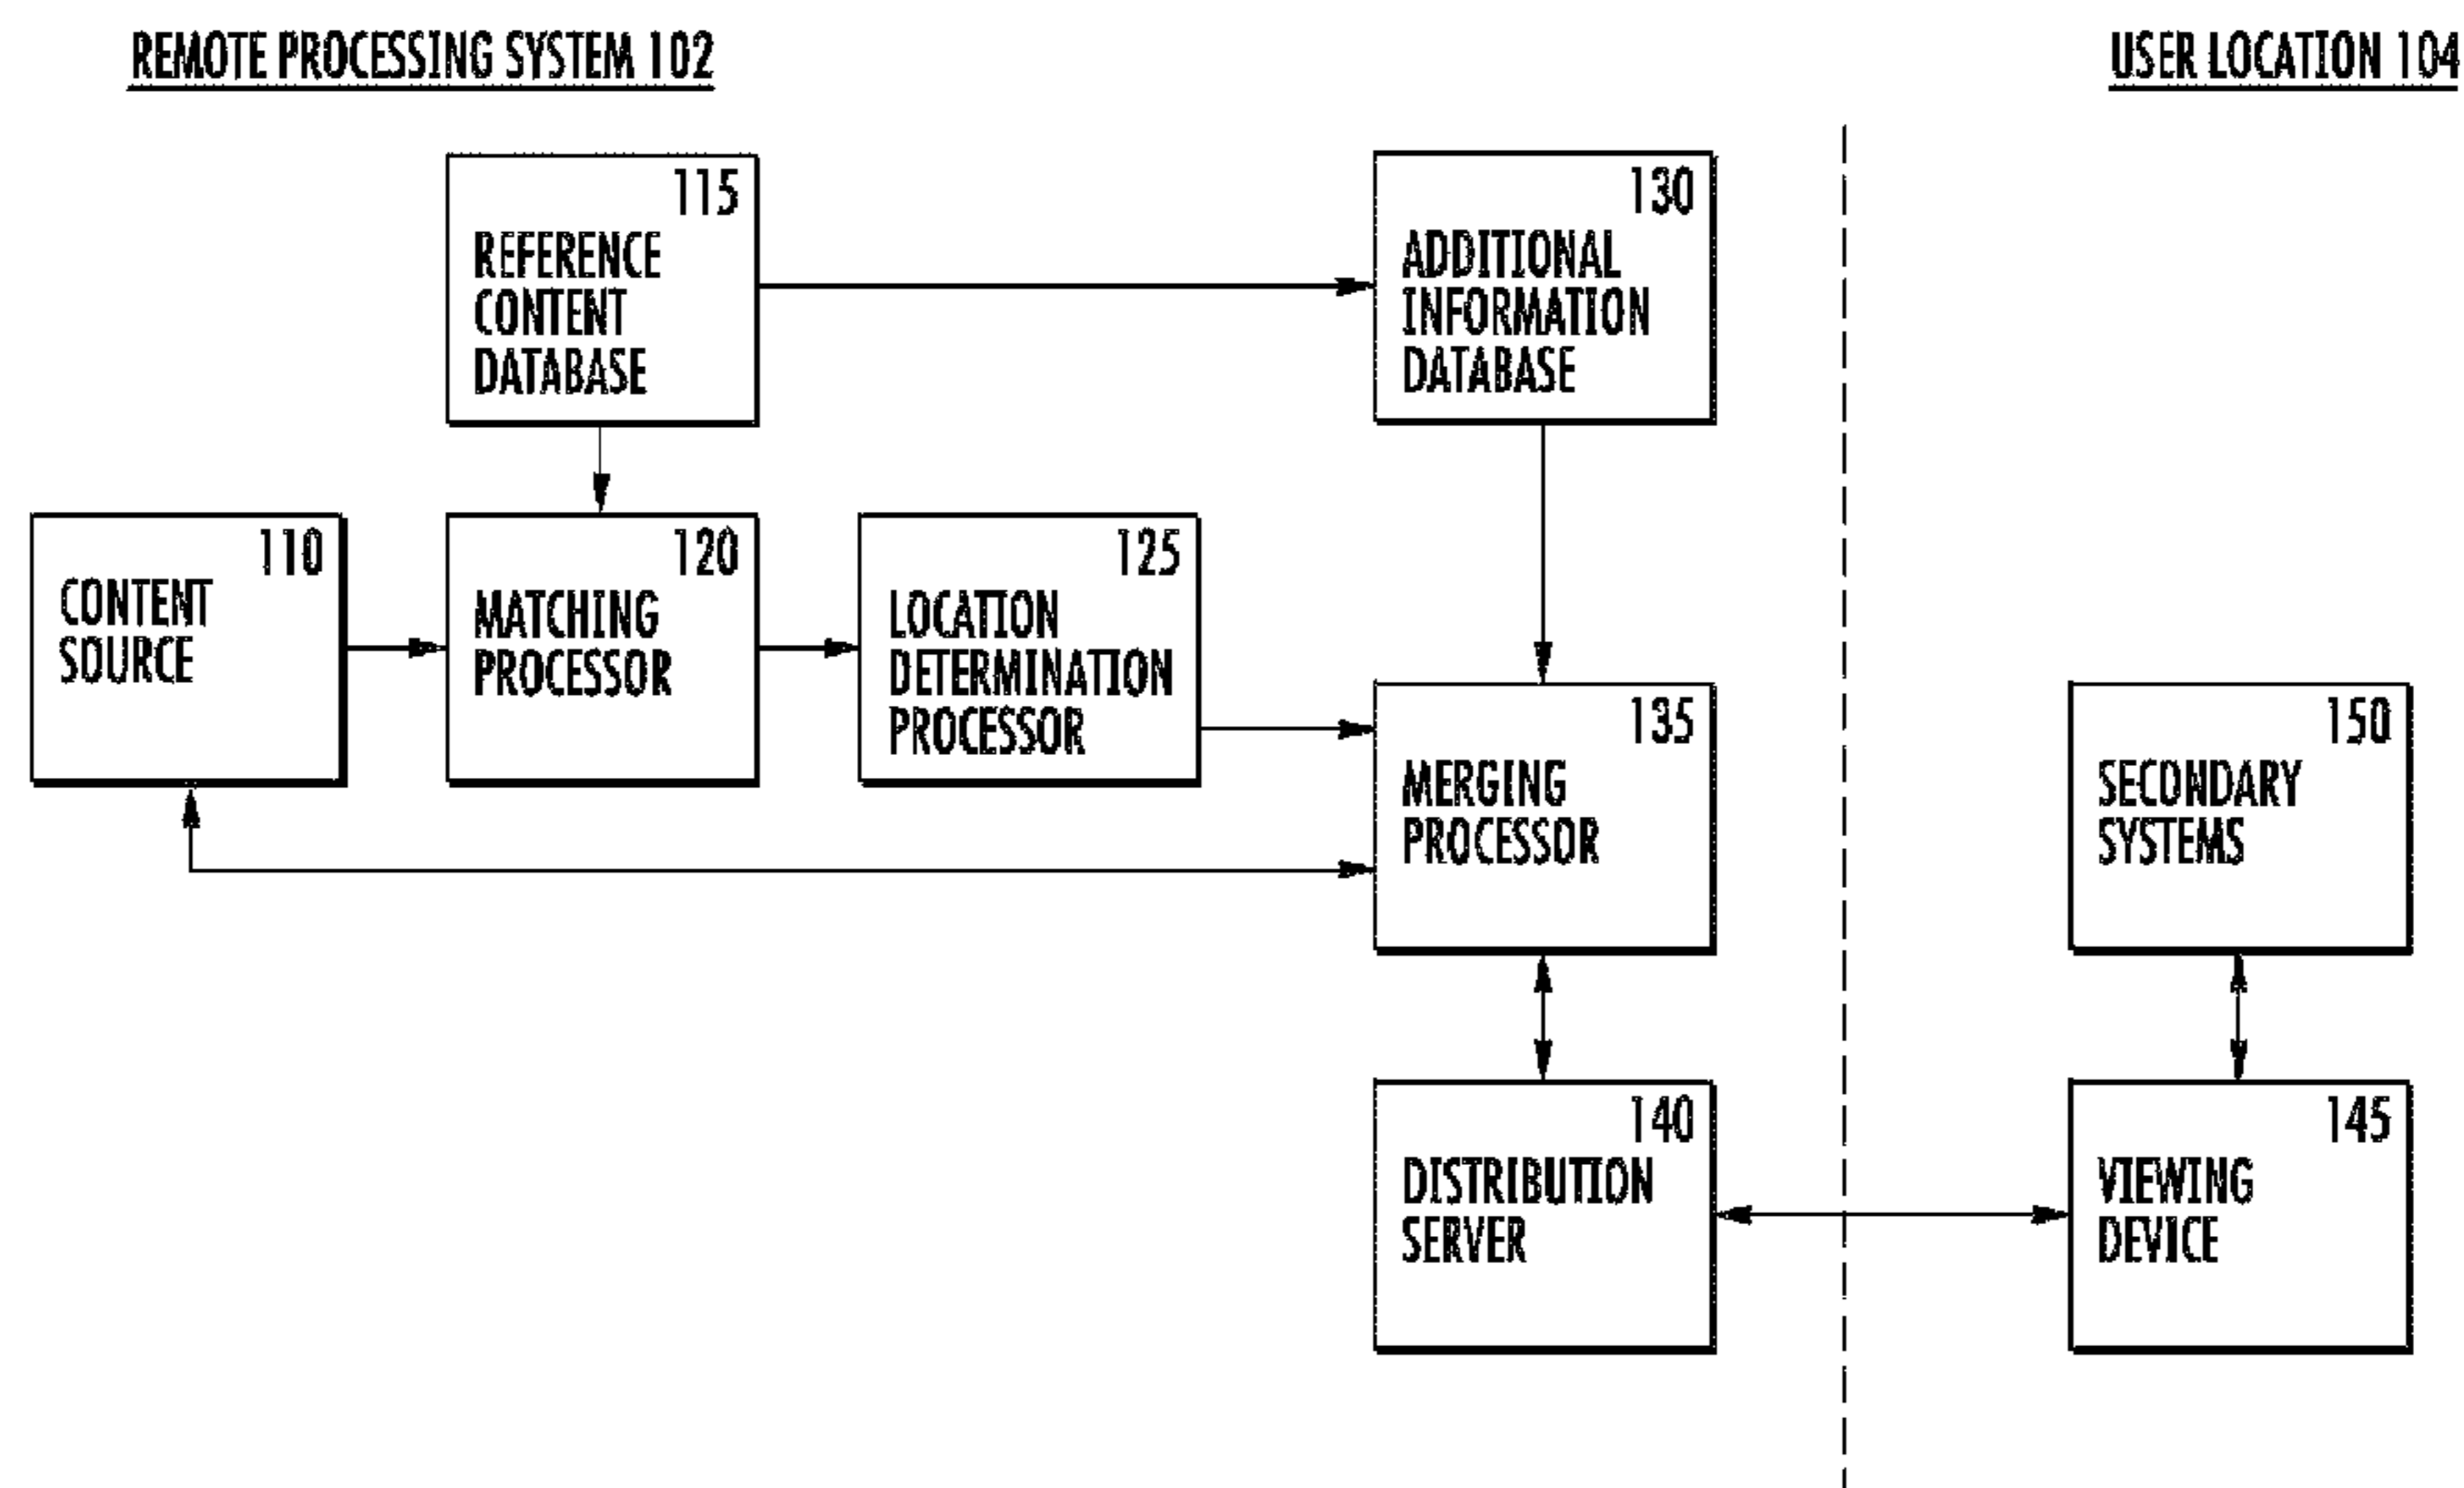 REMOTE PROCESSING SYSTEM 102
USER LOCATION 104
115
REFERENCE
CONTENT
DATABASE
130
ADDITIONAL
INFORMATION
DATABASE
110
CONTENT
SOURCE
120
MATCHING
PROCESSOR
125
LOCATION
DETERMINATION
PROCESSOR
135
MERGING
PROCESSOR
150
SECONDARY
SYSTEMS
140
DISTRIBUTION
SERVER
145
VIEWING
DEVICE